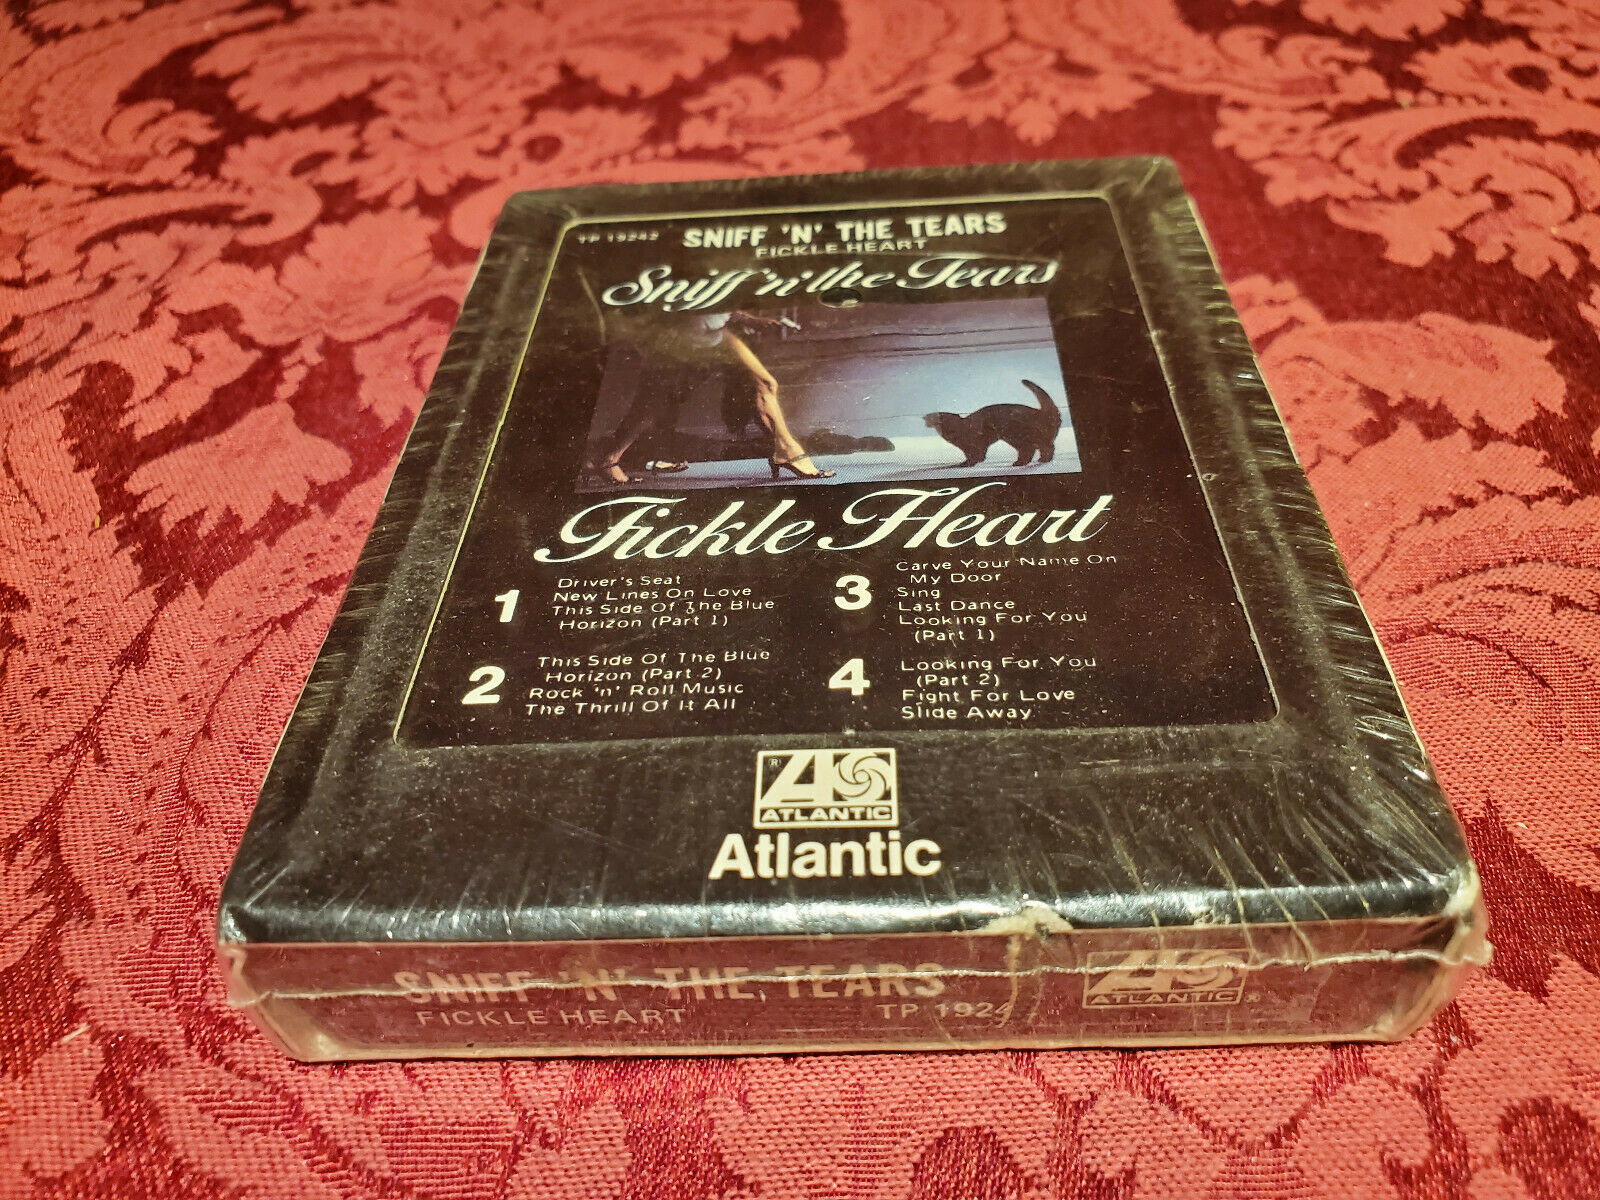 TP 19242 SNIFF 'N' THE TEARS
FICKLE HEART
Sniff 'n' the Tears
Fickle Heart
1
Driver's Seat
New Lines On Love
This Side Of The Blue
Horizon (Part 1)
2
This Side Of The Blue
Horizon (Part 2)
Rock 'n' Roll Music
The Thrill Of It All
3
Carve Your Name On
My Door
Sing
Last Dance
Looking For You
(Part 1)
4
Looking For You
(Part 2)
Fight For Love
Slide Away
® A
ATLANTIC
Atlantic
SNIFF 'N' THE TEARS
FICKLE HEART TP 1924
A
ATLANTIC ®